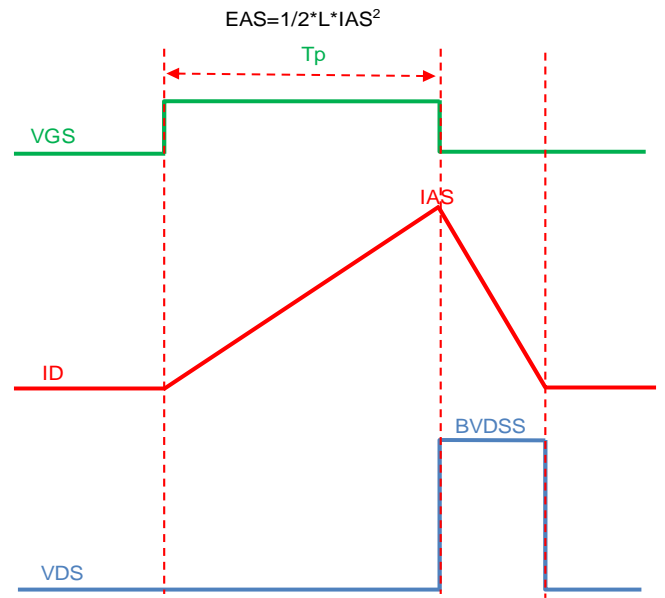 EAS=1/2*L*IAS²
Tp
VGS
IAS
ID
BVDSS
VDS